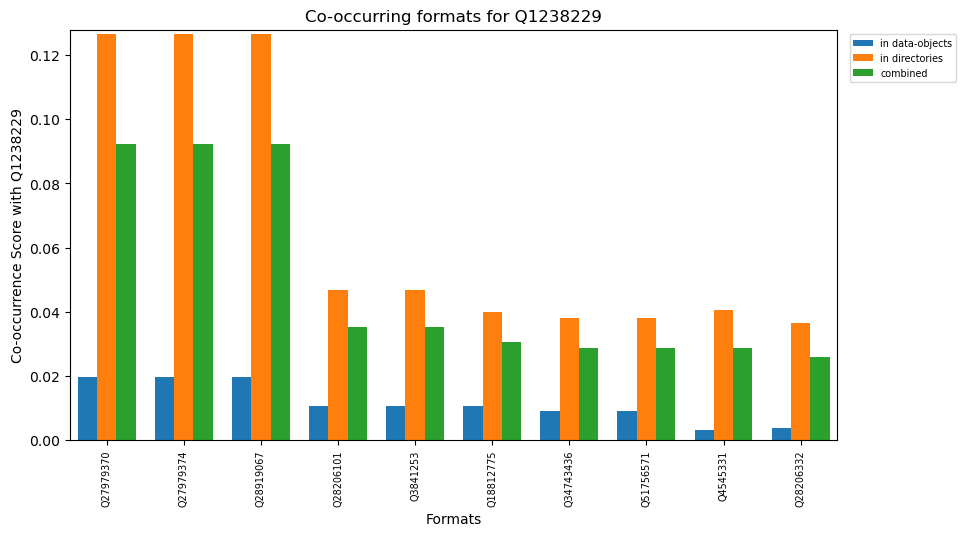 Co-occurring formats for Q1238229
in data-objects
in directories
combined
Co-occurrence Score with Q1238229
0.12
0.10
0.08
0.06
0.04
0.02
0.00
Q27979370
Q27979374
Q28919067
Q28206101
Q3841253
Q18812775
Q34743436
Q51756571
Q4545331
Q28206332
Formats